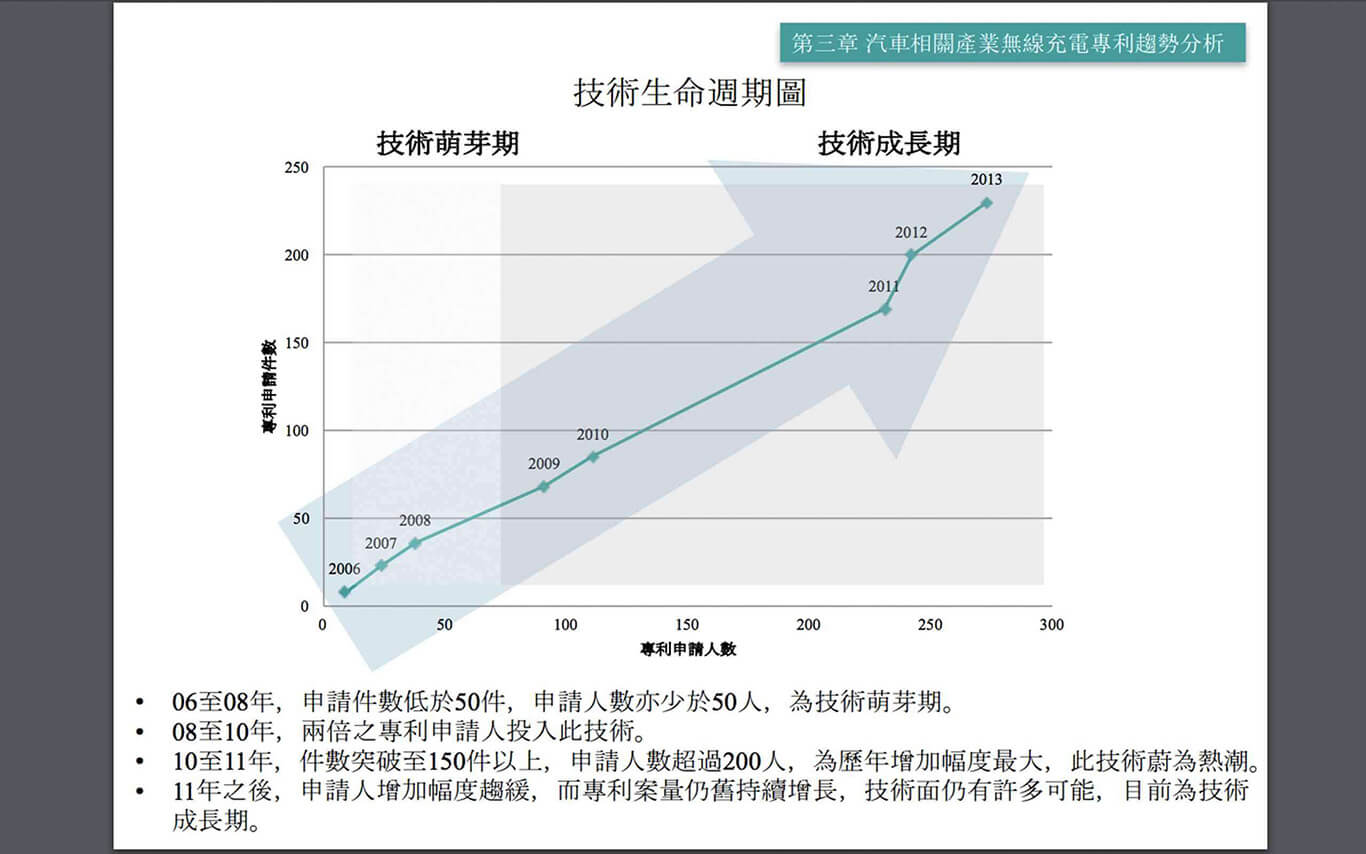 第三章 汽車相關產業無線充電專利趨勢分析
技術生命週期圖
技術萌芽期
技術成長期
250
200
150
100
50
0
專利申請件數
2006
2007
2008
2009
2010
2011
2012
2013
0
50
100
150
200
250
300
專利申請人數
• 06至08年，申請件數低於50件，申請人數亦少於50人，為技術萌芽期。
• 08至10年，兩倍之專利申請人投入此技術。
• 10至11年，件數突破至150件以上，申請人數超過200人，為歷年增加幅度最大，此技術蔚為熱潮。
• 11年之後，申請人增加幅度趨緩，而專利案量仍舊持續增長，技術面仍有許多可能，目前為技術
成長期。